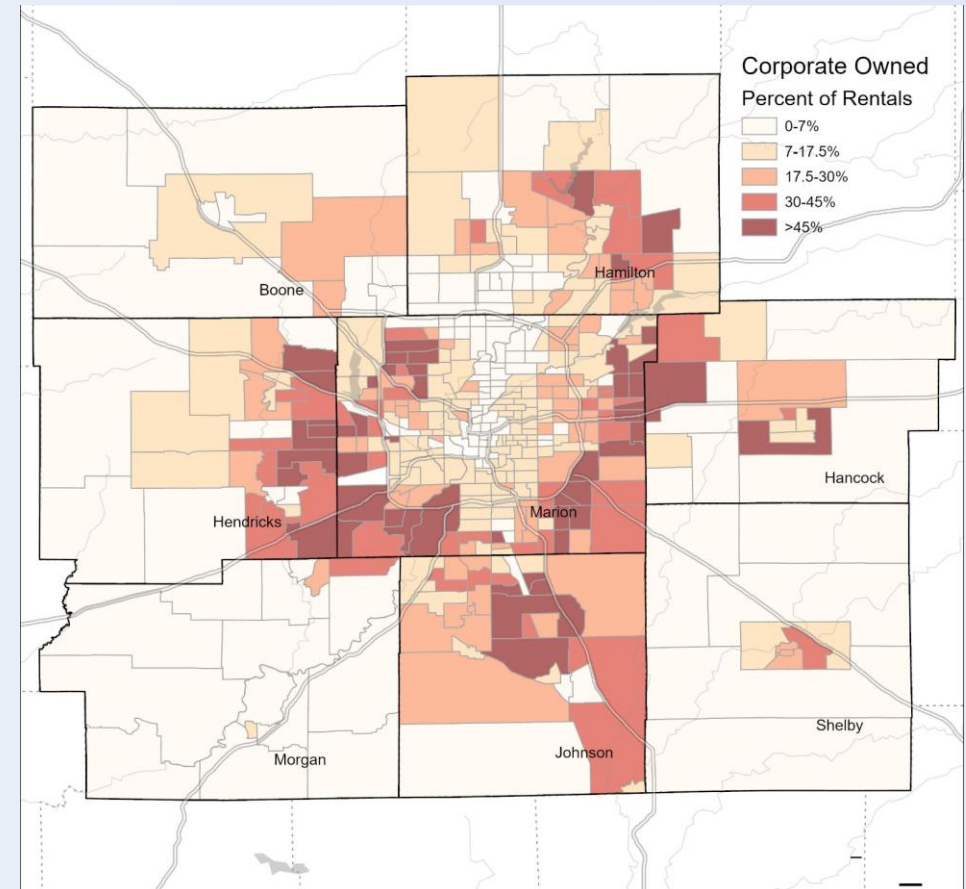 Corporate Owned
Percent of Rentals
0-7%
7-17.5%
17.5-30%
30-45%
>45%
Hamilton
Boone
Hancock
Hendricks
Marion
Shelby
Johnson
Morgan